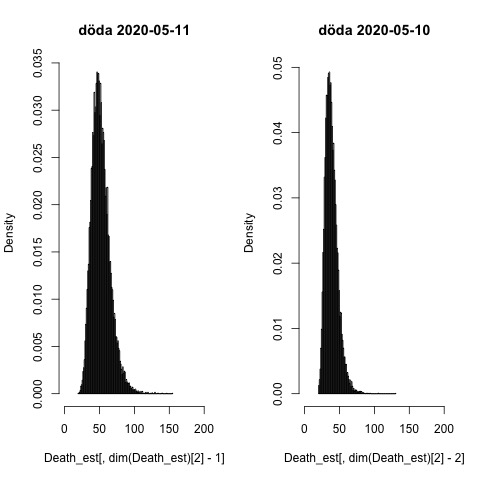 döda 2020-05-11
Density
0.000 0.005 0.010 0.015 0.020 0.025 0.030 0.035
0 50 100 150 200
Death_est[, dim(Death_est)[2] - 1]
döda 2020-05-10
Density
0.00 0.01 0.02 0.03 0.04 0.05
0 50 100 150 200
Death_est[, dim(Death_est)[2] - 2]